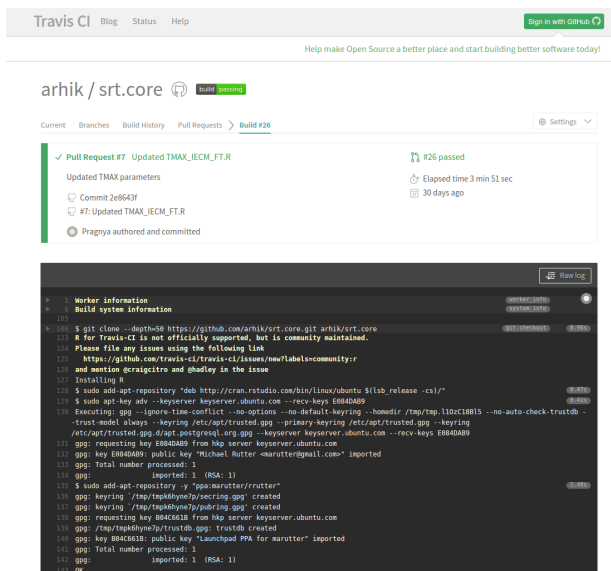 Travis CI Blog Status Help Sign in with GitHub
Help make Open Source a better place and start building better software today!
arhik / srt.core build passing
Current Branches Build History Pull Requests Build #26 Settings
Pull Request #7 Updated TMAX_IECM_FT.R #26 passed
Updated TMAX parameters Elapsed time 3 min 51 sec
30 days ago
Commit 2e8643f
#7: Updated TMAX_IECM_FT.R
Pragnya authored and committed
Raw log
1 Worker information worker_info
6 Build system information system_info
105
106 $ git clone --depth=50 https://github.com/arhik/srt.core.git arhik/srt.core git.checkout 0.98s
123 R for Travis-CI is not officially supported, but is community maintained.
124 Please file any issues using the following link
125 https://github.com/travis-ci/travis-ci/issues/new?labels=community:r
126 and mention @craigcitro and @hadley in the issue
127 Installing R
128 $ sudo add-apt-repository "deb http://cran.rstudio.com/bin/linux/ubuntu $(lsb_release -cs)/" 0.47s
129 $ sudo apt-key adv --keyserver keyserver.ubuntu.com --recv-keys E084DAB9 0.41s
130 Executing: gpg --ignore-time-conflict --no-options --no-default-keyring --homedir /tmp/tmp.l1OzC18Bl5 --no-auto-check-trustdb -
-trust-model always --keyring /etc/apt/trusted.gpg --primary-keyring /etc/apt/trusted.gpg --keyring
/etc/apt/trusted.gpg.d/apt.postgresql.org.gpg --keyserver keyserver.ubuntu.com --recv-keys E084DAB9
131 gpg: requesting key E084DAB9 from hkp server keyserver.ubuntu.com
132 gpg: key E084DAB9: public key "Michael Rutter <marutter@gmail.com>" imported
133 gpg: Total number processed: 1
134 gpg: imported: 1 (RSA: 1)
135 $ sudo add-apt-repository -y "ppa:marutter/rrutter" 1.48s
136 gpg: keyring `/tmp/tmpk6hyne7p/secring.gpg' created
137 gpg: keyring `/tmp/tmpk6hyne7p/pubring.gpg' created
138 gpg: requesting key B04C661B from hkp server keyserver.ubuntu.com
139 gpg: /tmp/tmpk6hyne7p/trustdb.gpg: trustdb created
140 gpg: key B04C661B: public key "Launchpad PPA for marutter" imported
141 gpg: Total number processed: 1
142 gpg: imported: 1 (RSA: 1)
143 OK